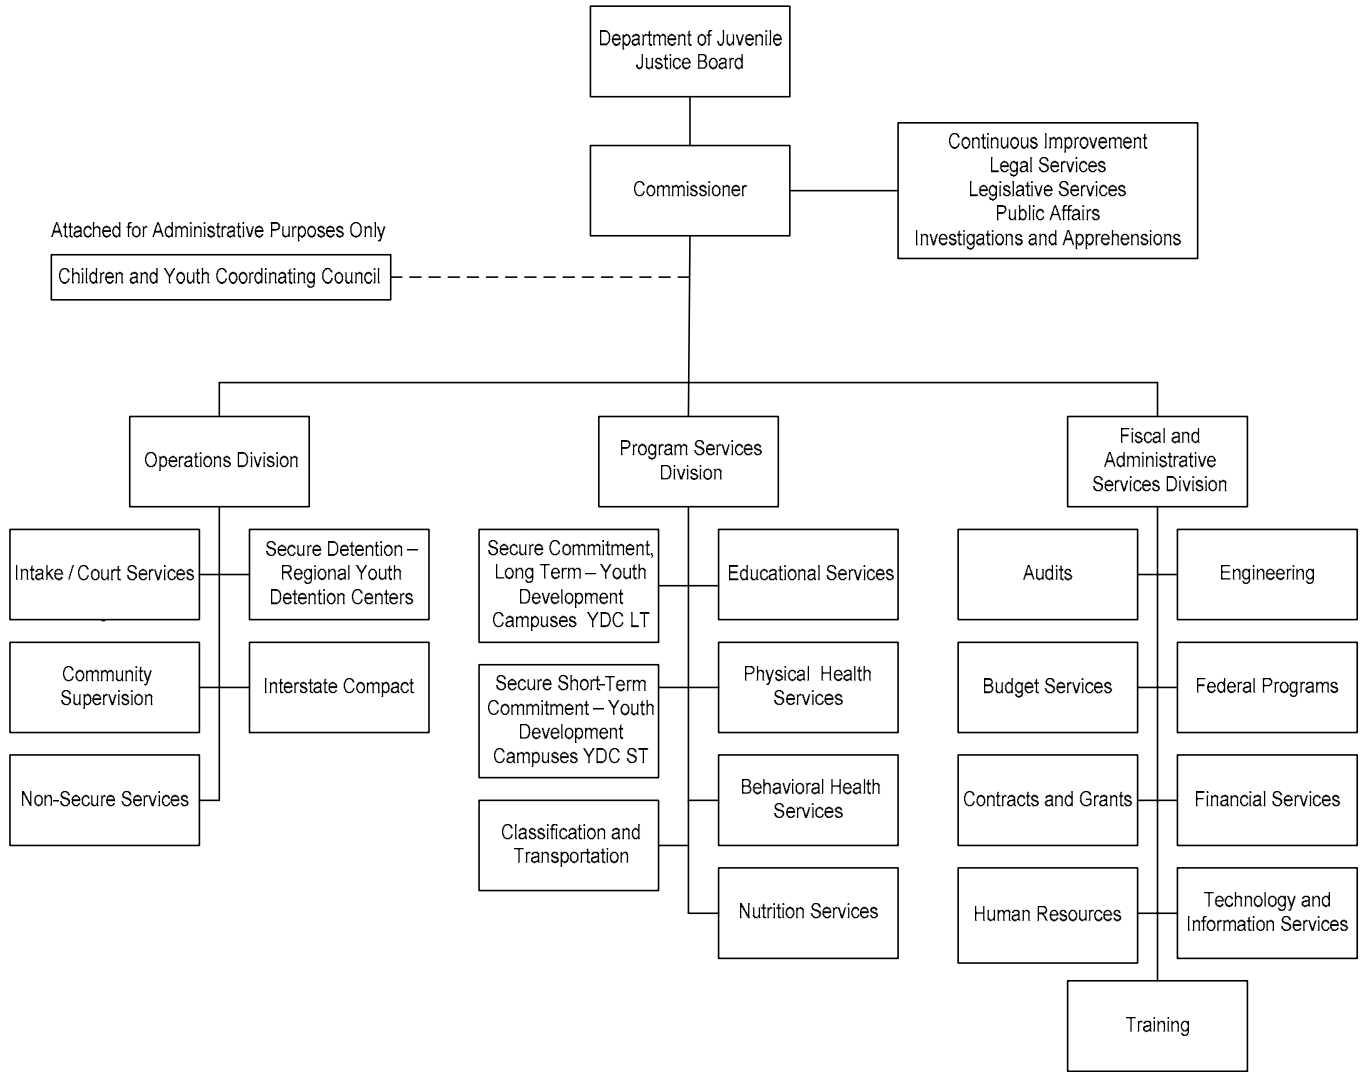 Department of Juvenile
Justice Board
Commissioner
Continuous Improvement
Legal Services
Legislative Services
Public Affairs
Investigations and Apprehensions
Attached for Administrative Purposes Only
Children and Youth Coordinating Council
Operations Division
Program Services
Division
Fiscal and
Administrative
Services Division
Intake / Court Services
Secure Detention –
Regional Youth
Detention Centers
Community
Supervision
Interstate Compact
Non-Secure Services
Secure Commitment,
Long Term – Youth
Development
Campuses YDC LT
Educational Services
Secure Short-Term
Commitment – Youth
Development
Campuses YDC ST
Physical Health
Services
Behavioral Health
Services
Classification and
Transportation
Nutrition Services
Audits
Engineering
Budget Services
Federal Programs
Contracts and Grants
Financial Services
Human Resources
Technology and
Information Services
Training